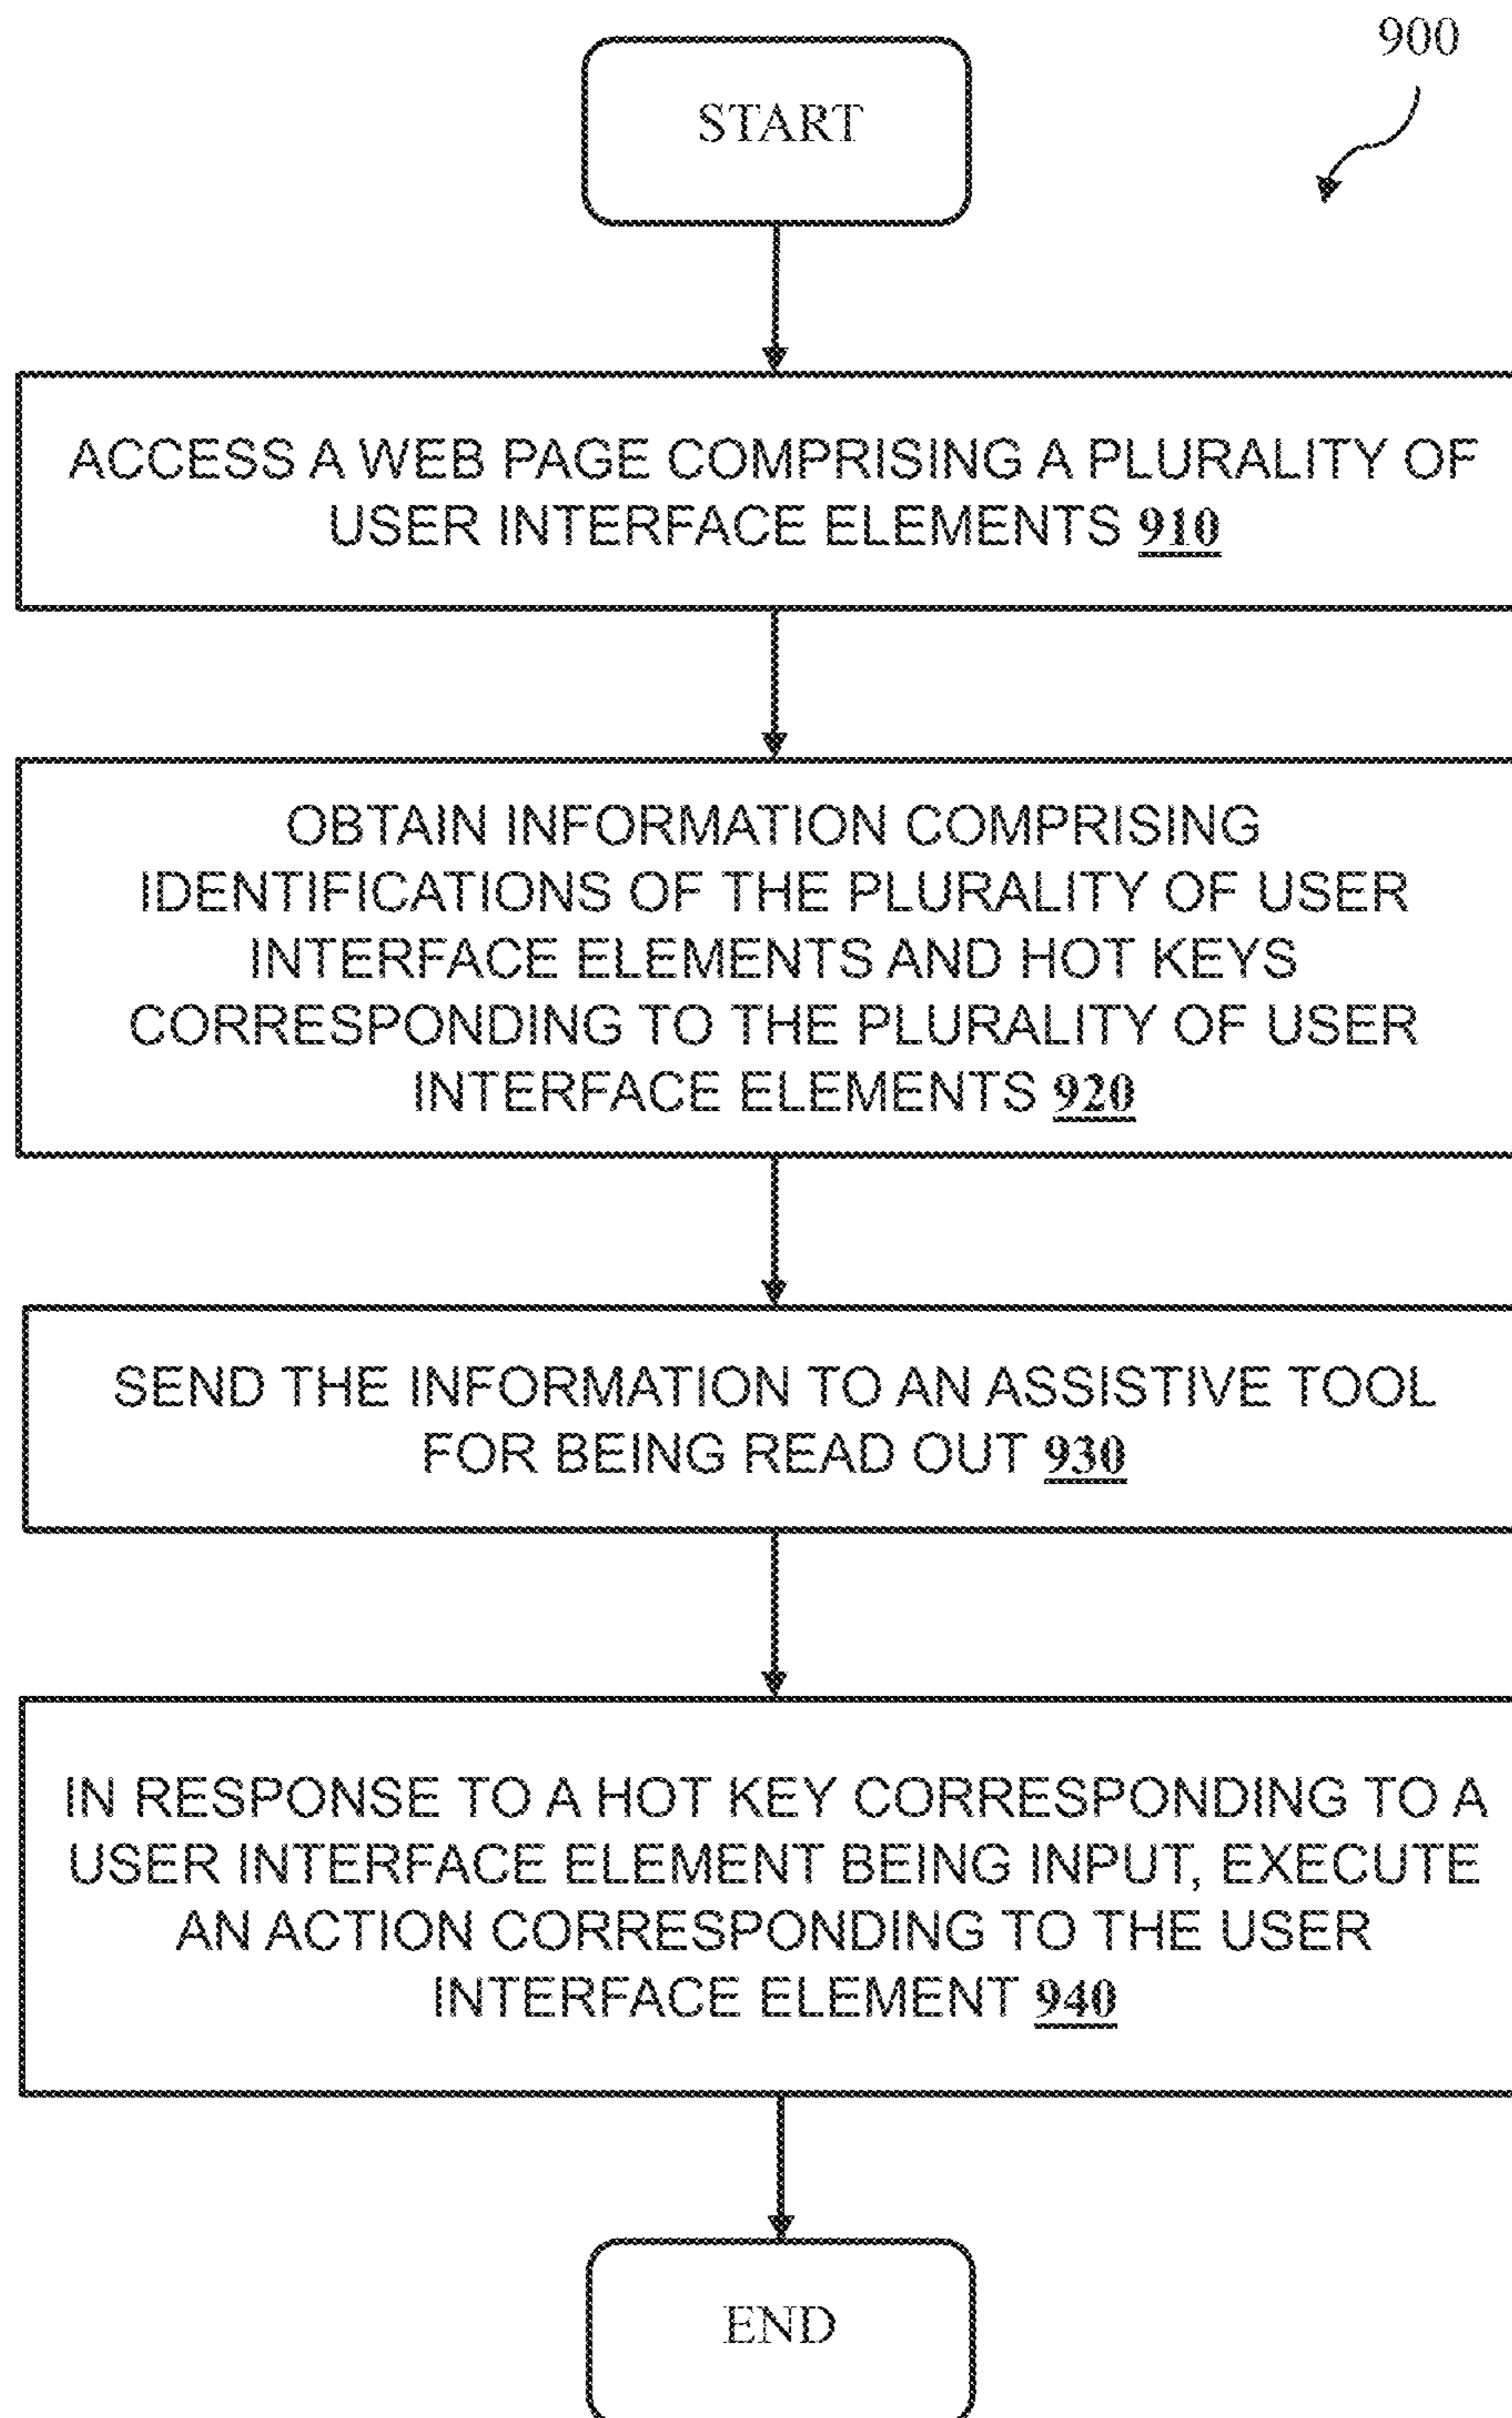 900
START
ACCESS A WEB PAGE COMPRISING A PLURALITY OF
USER INTERFACE ELEMENTS 910
OBTAIN INFORMATION COMPRISING
IDENTIFICATIONS OF THE PLURALITY OF USER
INTERFACE ELEMENTS AND HOT KEYS
CORRESPONDING TO THE PLURALITY OF USER
INTERFACE ELEMENTS 920
SEND THE INFORMATION TO AN ASSISTIVE TOOL
FOR BEING READ OUT 930
IN RESPONSE TO A HOT KEY CORRESPONDING TO A
USER INTERFACE ELEMENT BEING INPUT, EXECUTE
AN ACTION CORRESPONDING TO THE USER
INTERFACE ELEMENT 940
END